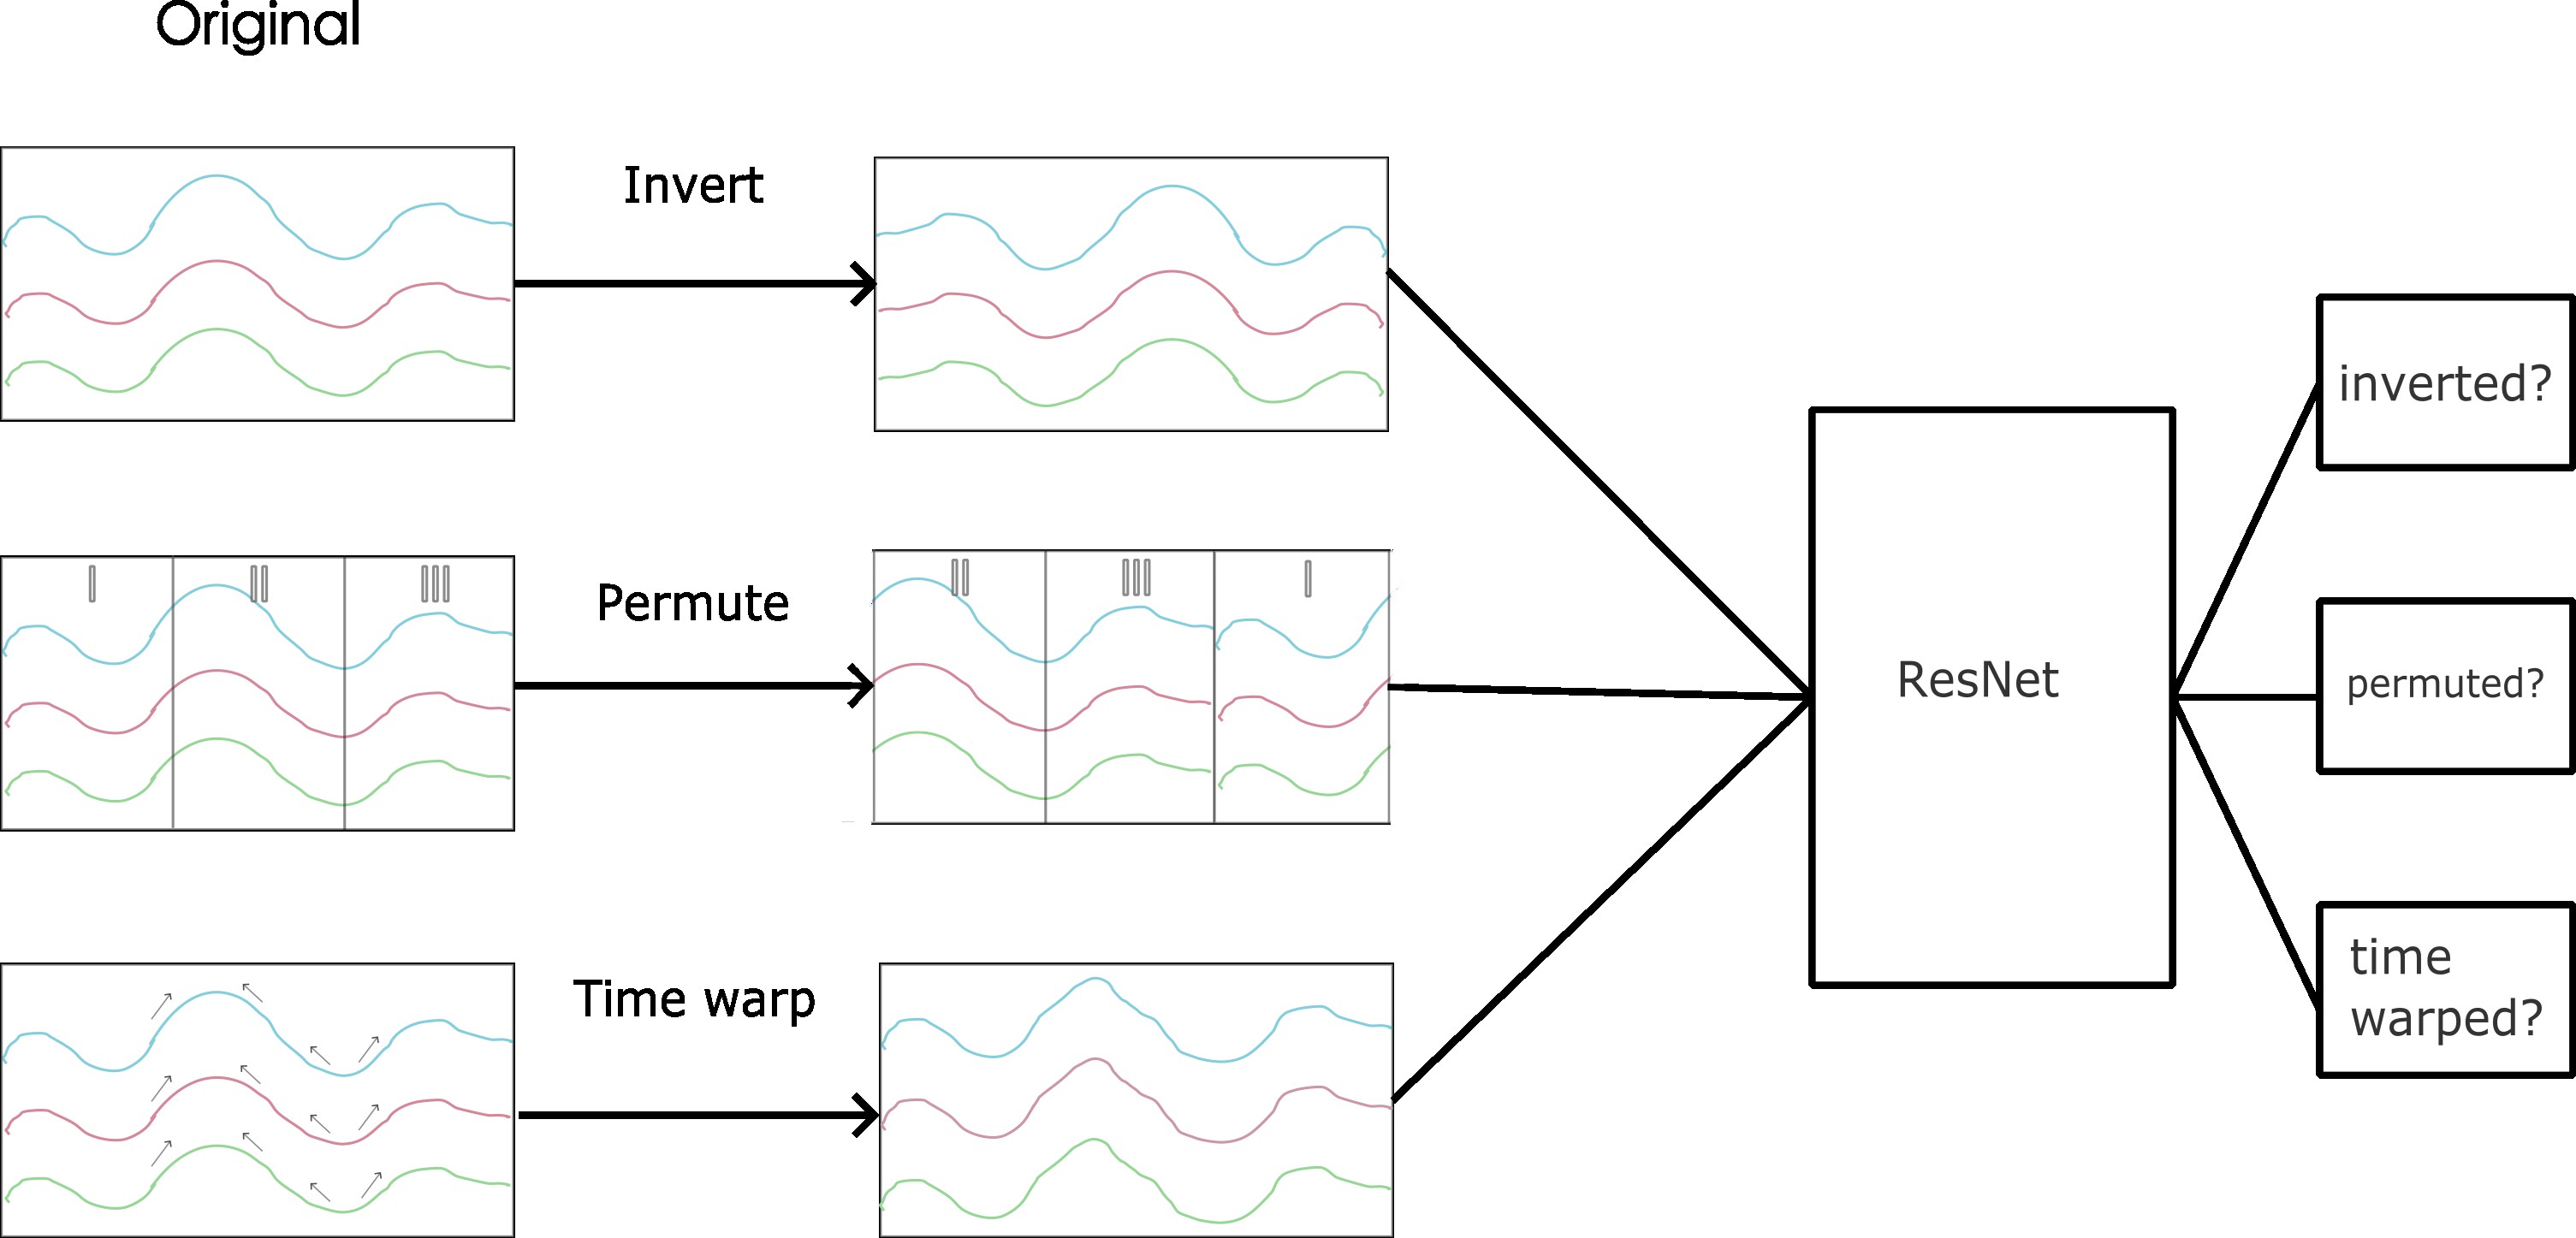 Original
Invert
Permute
I II III
II III I
Time warp
ResNet
inverted?
permuted?
time
warped?